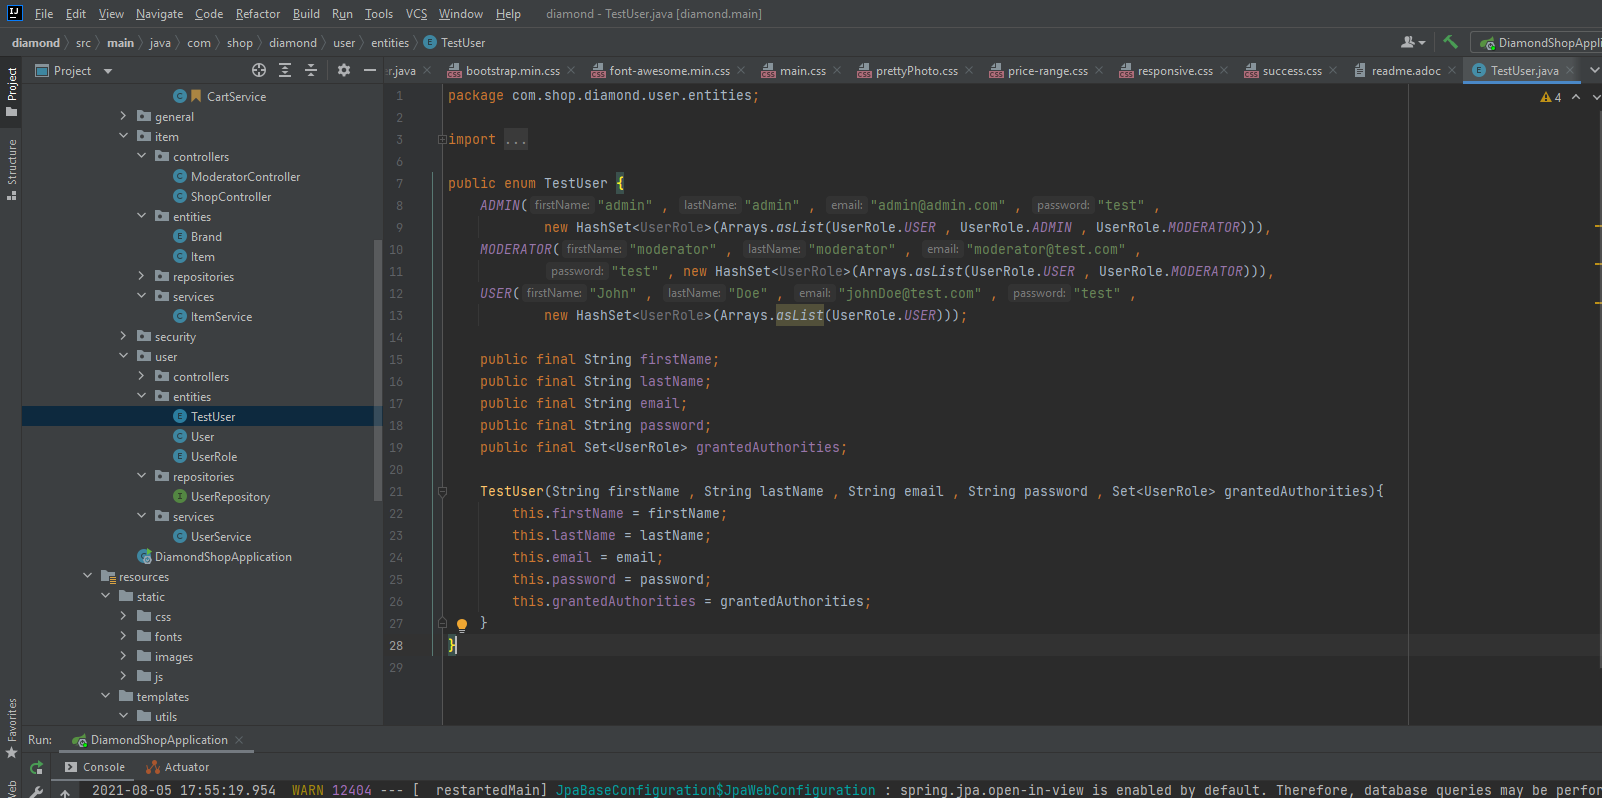 File Edit View Navigate Code Refactor Build Run Tools VCS Window Help diamond - TestUser.java [diamond.main]
diamond src main java com shop diamond user entities TestUser DiamondShopAppli
Project
r.java bootstrap.min.css font-awesome.min.css main.css prettyPhoto.css price-range.css responsive.css success.css readme.adoc TestUser.java
Project
Structure
Favorites
CartService
general
item
controllers
ModeratorController
ShopController
entities
Brand
Item
repositories
services
ItemService
security
user
controllers
entities
TestUser
User
UserRole
repositories
UserRepository
services
UserService
DiamondShopApplication
resources
static
css
fonts
images
js
templates
utils
4
1 package com.shop.diamond.user.entities;
2
3 import ...
6
7 public enum TestUser {
8 ADMIN( firstName: "admin" , lastName: "admin" , email: "admin@admin.com" , password: "test" ,
9 new HashSet<UserRole>(Arrays.asList(UserRole.USER , UserRole.ADMIN , UserRole.MODERATOR))),
10 MODERATOR( firstName: "moderator" , lastName: "moderator" , email: "moderator@test.com" ,
11 password: "test" , new HashSet<UserRole>(Arrays.asList(UserRole.USER , UserRole.MODERATOR))),
12 USER( firstName: "John" , lastName: "Doe" , email: "johnDoe@test.com" , password: "test" ,
13 new HashSet<UserRole>(Arrays.asList(UserRole.USER)));
14
15 public final String firstName;
16 public final String lastName;
17 public final String email;
18 public final String password;
19 public final Set<UserRole> grantedAuthorities;
20
21 TestUser(String firstName , String lastName , String email , String password , Set<UserRole> grantedAuthorities){
22 this.firstName = firstName;
23 this.lastName = lastName;
24 this.email = email;
25 this.password = password;
26 this.grantedAuthorities = grantedAuthorities;
27 }
28 }
29
Run: DiamondShopApplication
Console Actuator
2021-08-05 17:55:19.954 WARN 12404 --- [ restartedMain] JpaBaseConfiguration$JpaWebConfiguration : spring.jpa.open-in-view is enabled by default. Therefore, database queries may be perfor